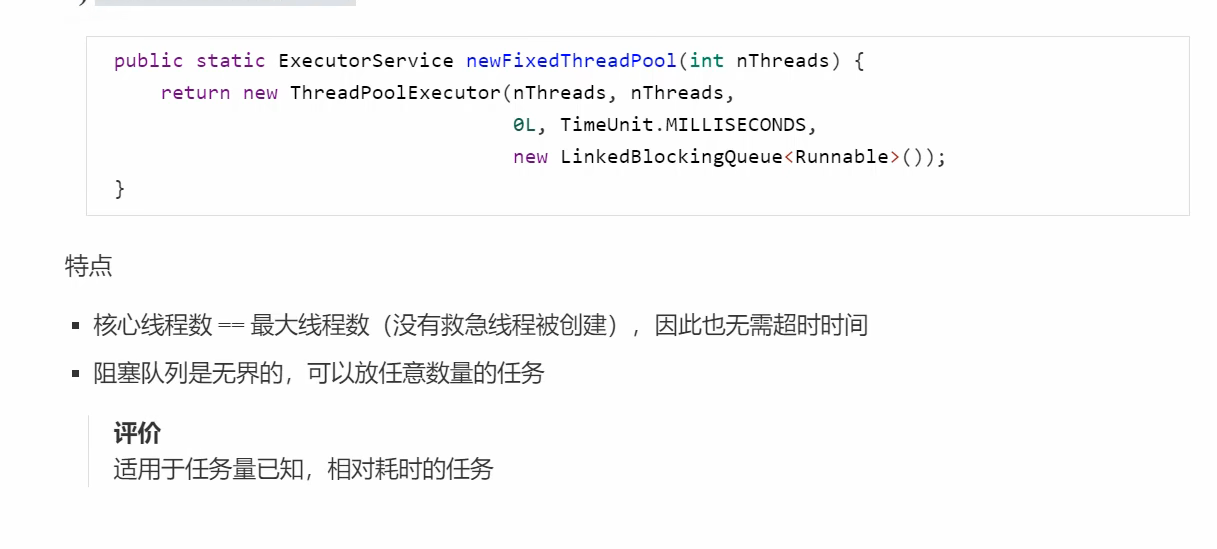 public static ExecutorService newFixedThreadPool(int nThreads) {
    return new ThreadPoolExecutor(nThreads, nThreads,
                                  0L, TimeUnit.MILLISECONDS,
                                  new LinkedBlockingQueue<Runnable>());
}
特点
▪ 核心线程数 == 最大线程数（没有救急线程被创建），因此也无需超时时间
▪ 阻塞队列是无界的，可以放任意数量的任务
评价
适用于任务量已知，相对耗时的任务